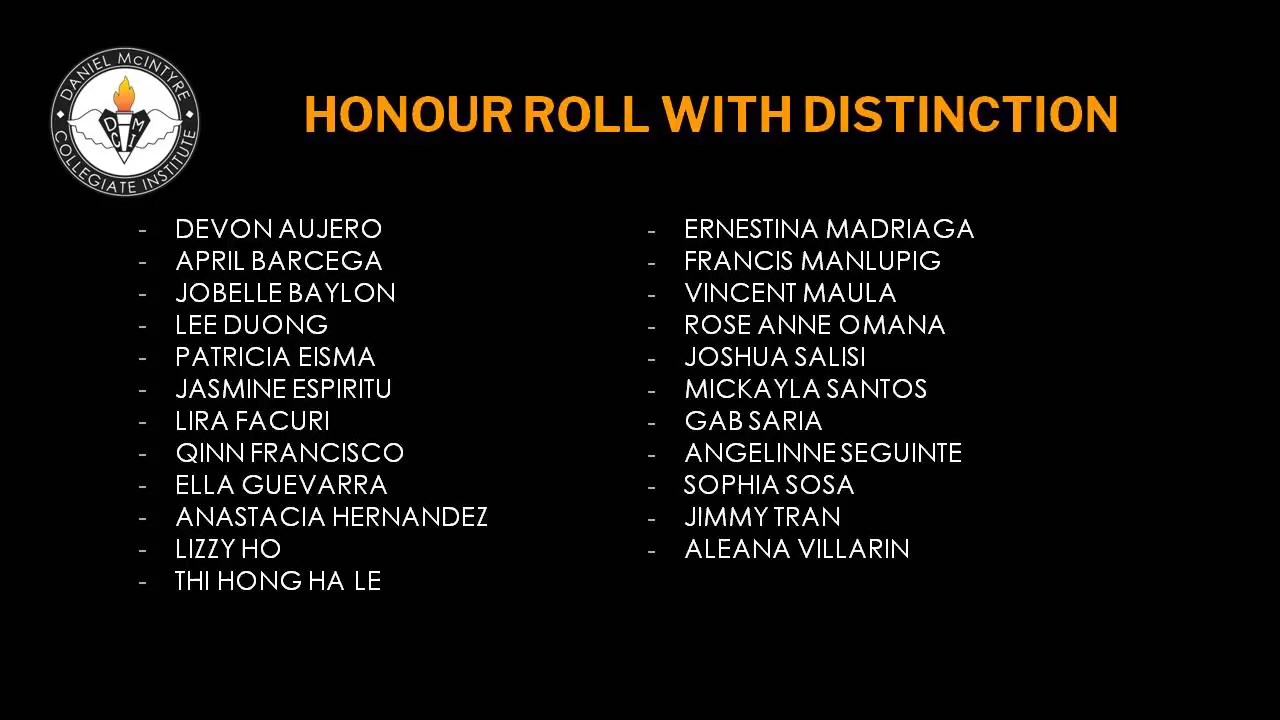 DANIEL McINTYRE
COLLEGIATE INSTITUTE
D M
C I
HONOUR ROLL WITH DISTINCTION
- DEVON AUJERO
- APRIL BARCEGA
- JOBELLE BAYLON
- LEE DUONG
- PATRICIA EISMA
- JASMINE ESPIRITU
- LIRA FACURI
- QINN FRANCISCO
- ELLA GUEVARRA
- ANASTACIA HERNANDEZ
- LIZZY HO
- THI HONG HA LE
- ERNESTINA MADRIAGA
- FRANCIS MANLUPIG
- VINCENT MAULA
- ROSE ANNE OMANA
- JOSHUA SALISI
- MICKAYLA SANTOS
- GAB SARIA
- ANGELINNE SEGUINTE
- SOPHIA SOSA
- JIMMY TRAN
- ALEANA VILLARIN